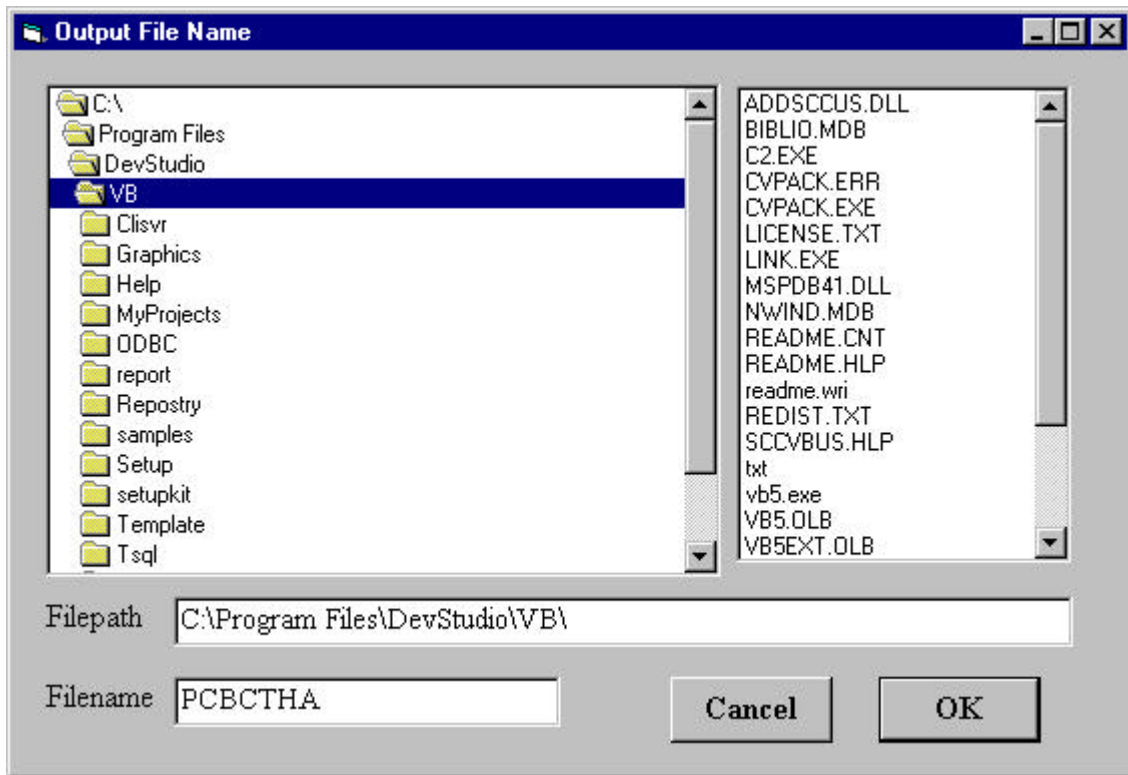 Output File Name
C:\
Program Files
DevStudio
VB
Clisvr
Graphics
Help
MyProjects
ODBC
report
Repostry
samples
Setup
setupkit
Template
Tsql
ADDSCCUS.DLL
BIBLIO.MDB
C2.EXE
CVPACK.ERR
CVPACK.EXE
LICENSE.TXT
LINK.EXE
MSPDB41.DLL
NWIND.MDB
README.CNT
README.HLP
readme.wri
REDIST.TXT
SCCVBUS.HLP
txt
vb5.exe
VB5.OLB
VB5EXT.OLB
Filepath C:\Program Files\DevStudio\VB\
Filename PCBCTHA
Cancel OK